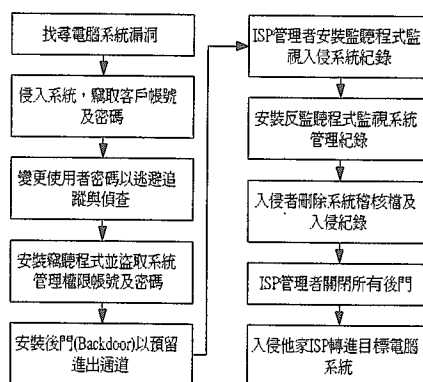 找尋電腦系統漏洞
侵入系統，竊取客戶帳號
及密碼
變更使用者密碼以逃避追
蹤與偵查
安裝竊聽程式並盜取系統
管理權限帳號及密碼
安裝後門(Backdoor)以預留
進出通道
ISP管理者安裝監聽程式監
視入侵系統紀錄
安裝反監聽程式監視系統
管理紀錄
入侵者刪除系統稽核檔及
入侵紀錄
ISP管理者關閉所有後門
入侵他家ISP轉進目標電腦
系統